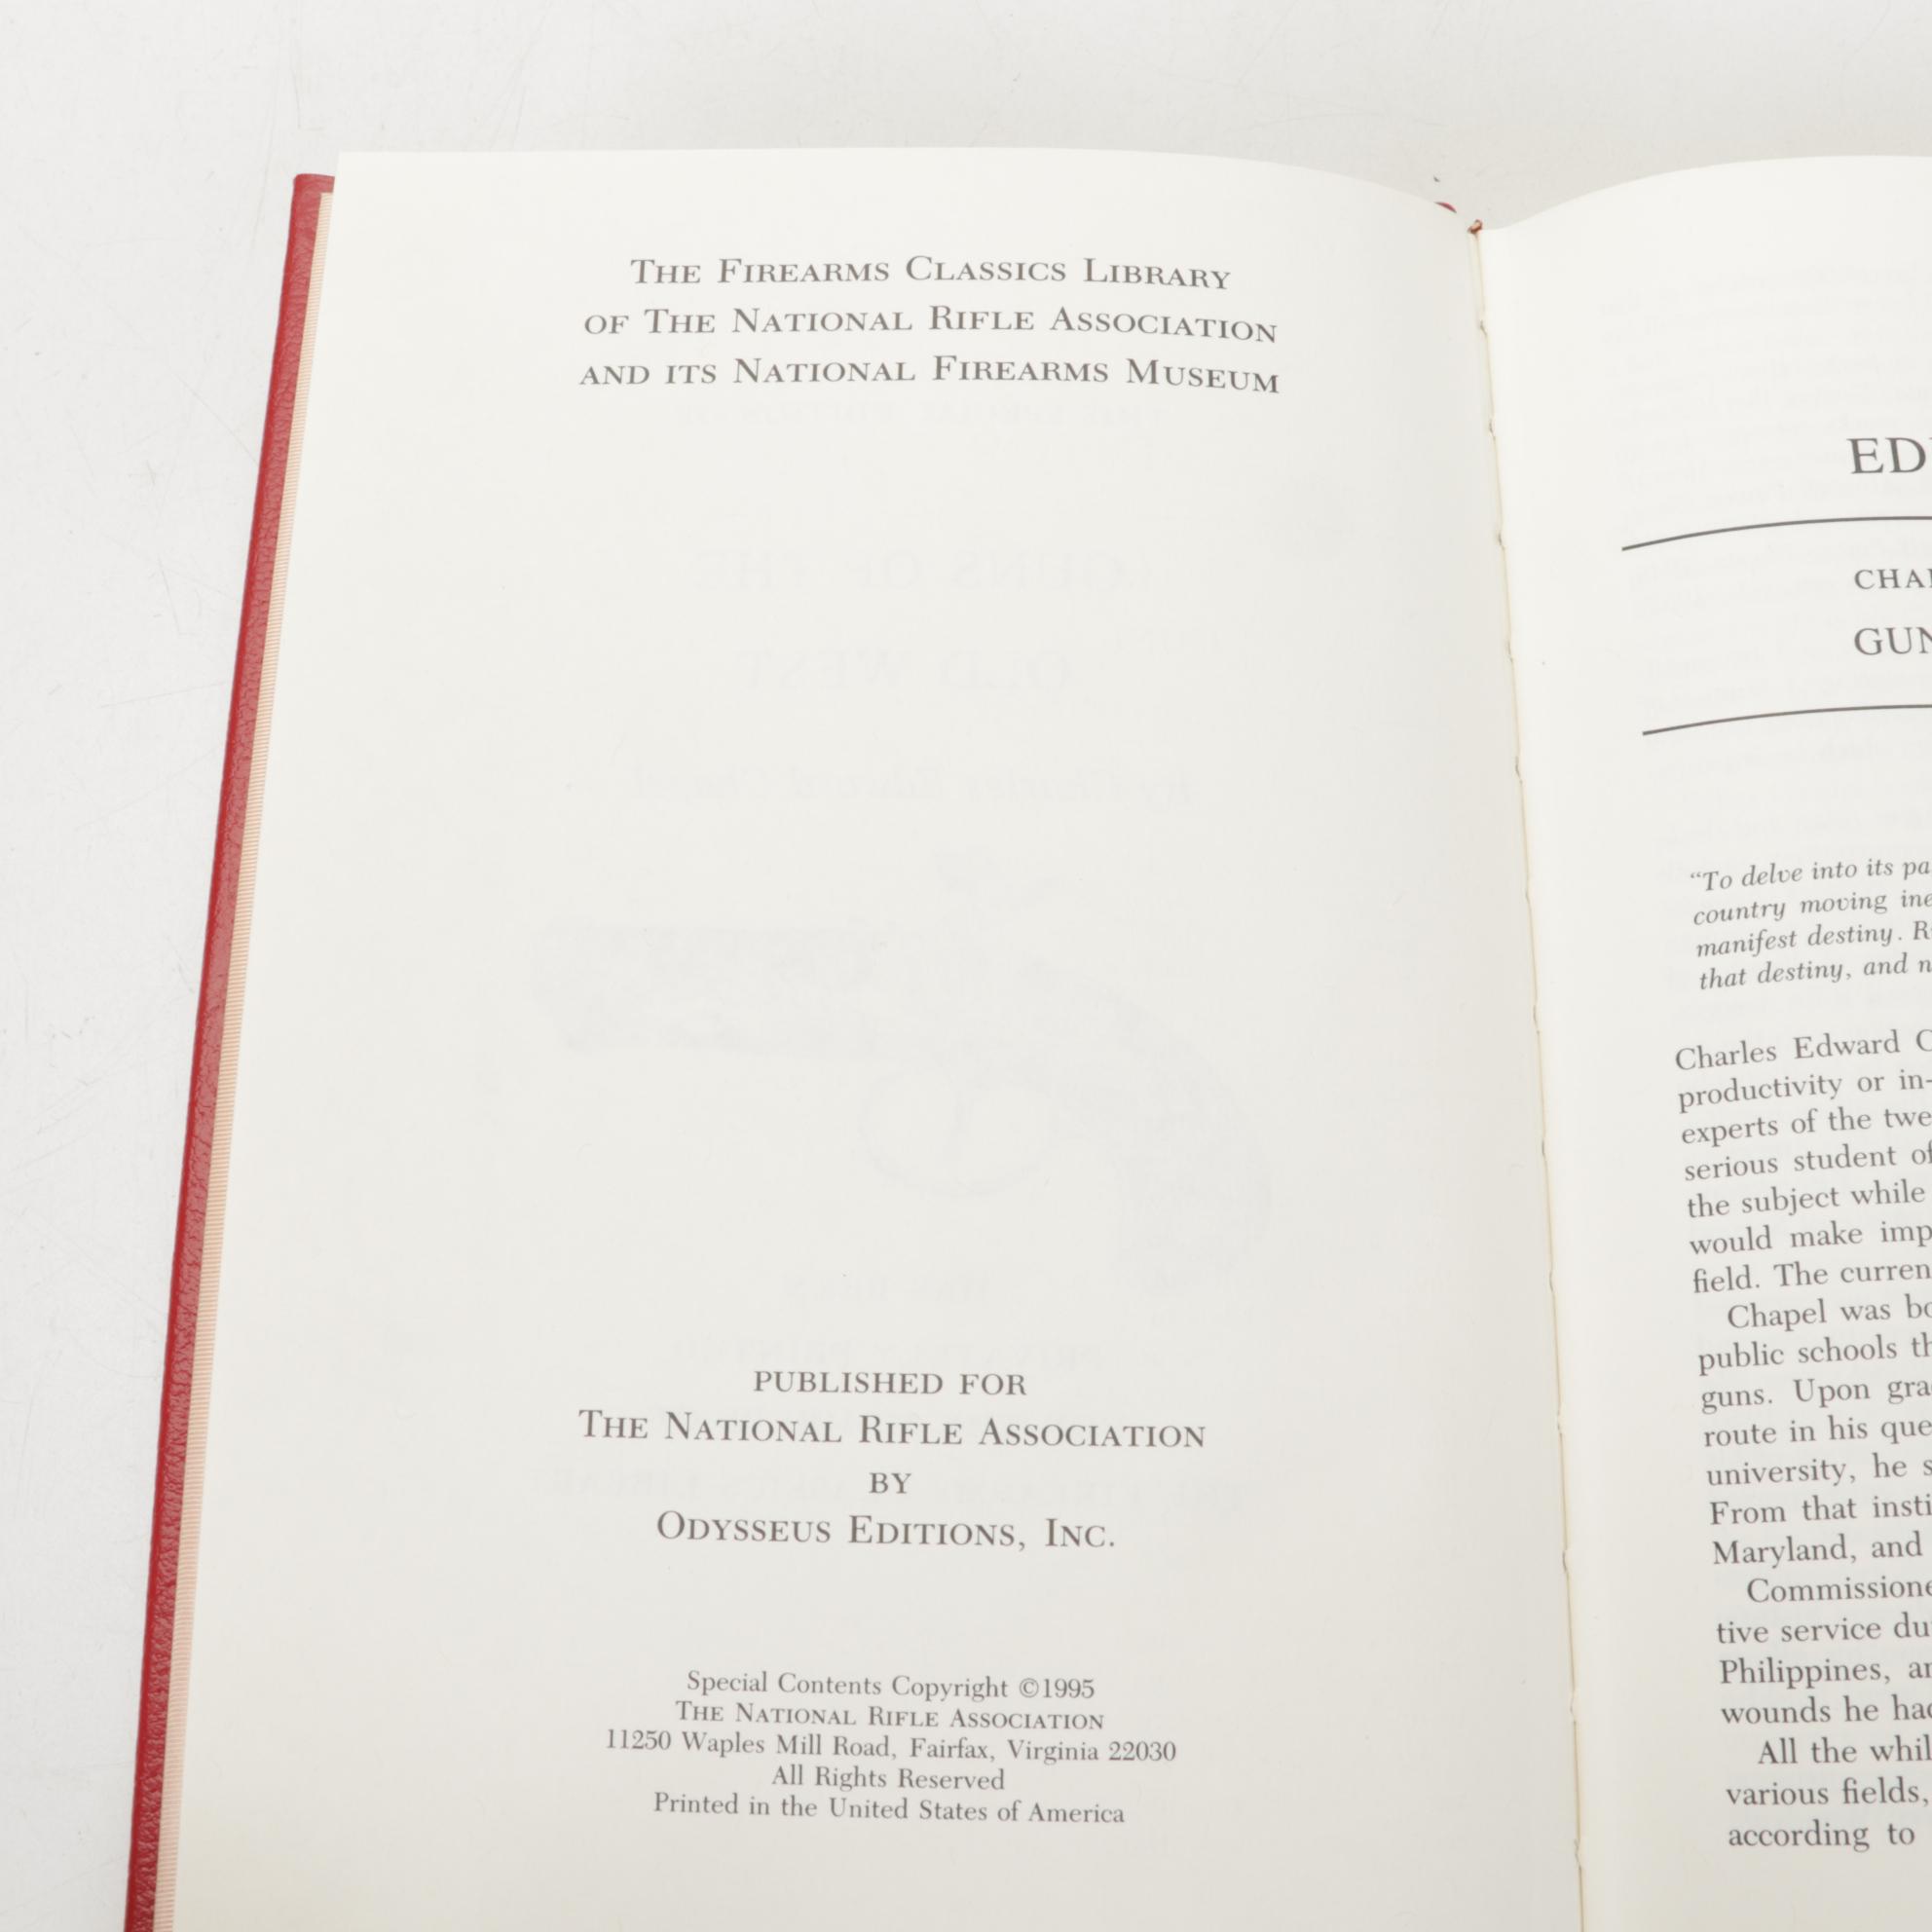 THE FIREARMS CLASSICS LIBRARY
OF THE NATIONAL RIFLE ASSOCIATION
AND ITS NATIONAL FIREARMS MUSEUM
PUBLISHED FOR
THE NATIONAL RIFLE ASSOCIATION
BY
ODYSSEUS EDITIONS, INC.
Special Contents Copyright ©1995
THE NATIONAL RIFLE ASSOCIATION
11250 Waples Mill Road, Fairfax, Virginia 22030
All Rights Reserved
Printed in the United States of America
ED
CHA
GUN
"To delve into its pa
country moving ine
manifest destiny. R
that destiny, and n
Charles Edward C
productivity or in-
experts of the twe
serious student of
the subject while
would make imp
field. The curren
Chapel was bo
public schools th
guns. Upon gra
route in his que
university, he s
From that insti
Maryland, and
Commissione
tive service du
Philippines, ar
wounds he had
All the whil
various fields,
according to